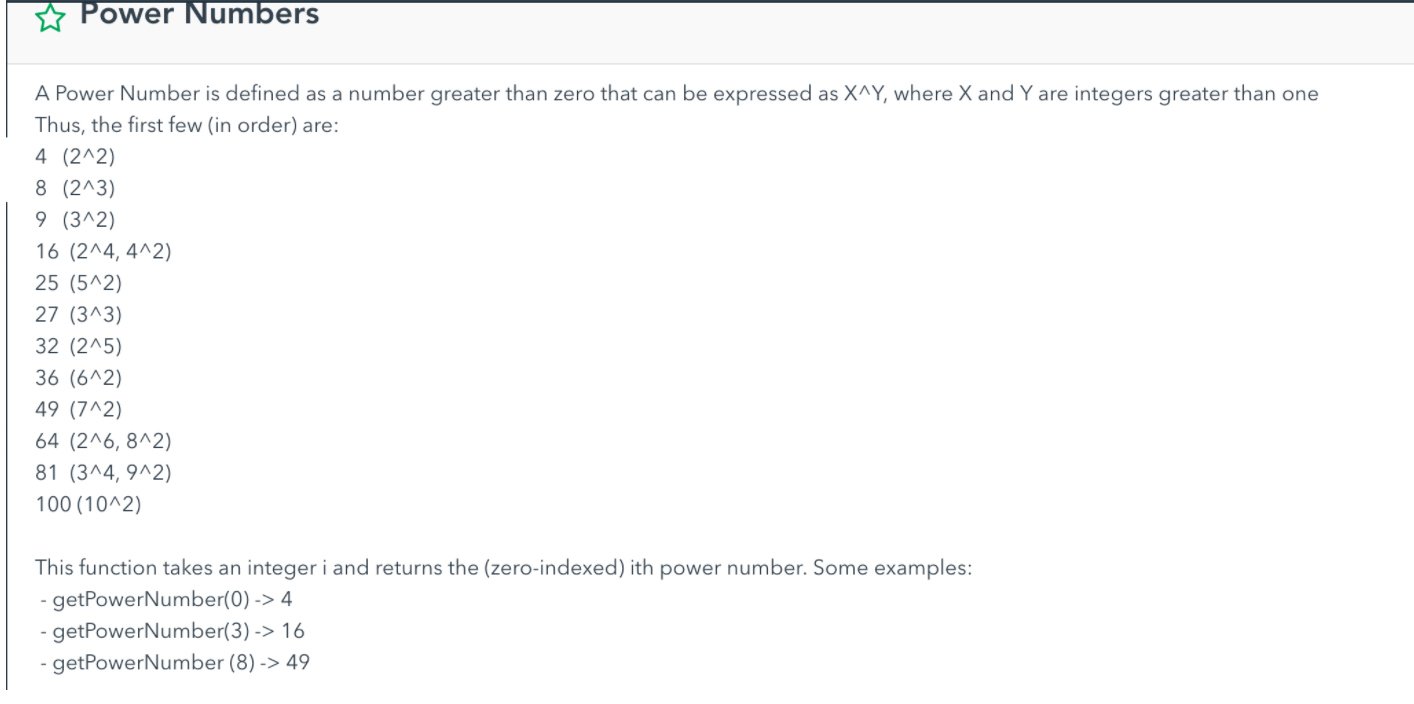 Power Numbers
A Power Number is defined as a number greater than zero that can be expressed as X^Y, where X and Y are integers greater than one
Thus, the first few (in order) are:
4 (2^2)
8 (2^3)
9 (3^2)
16 (2^4, 4^2)
25 (5^2)
27 (3^3)
32 (2^5)
36 (6^2)
49 (7^2)
64 (2^6, 8^2)
81 (3^4, 9^2)
100 (10^2)
This function takes an integer i and returns the (zero-indexed) ith power number. Some examples:
- getPowerNumber(0) -> 4
- getPowerNumber(3) -> 16
- getPowerNumber (8) -> 49